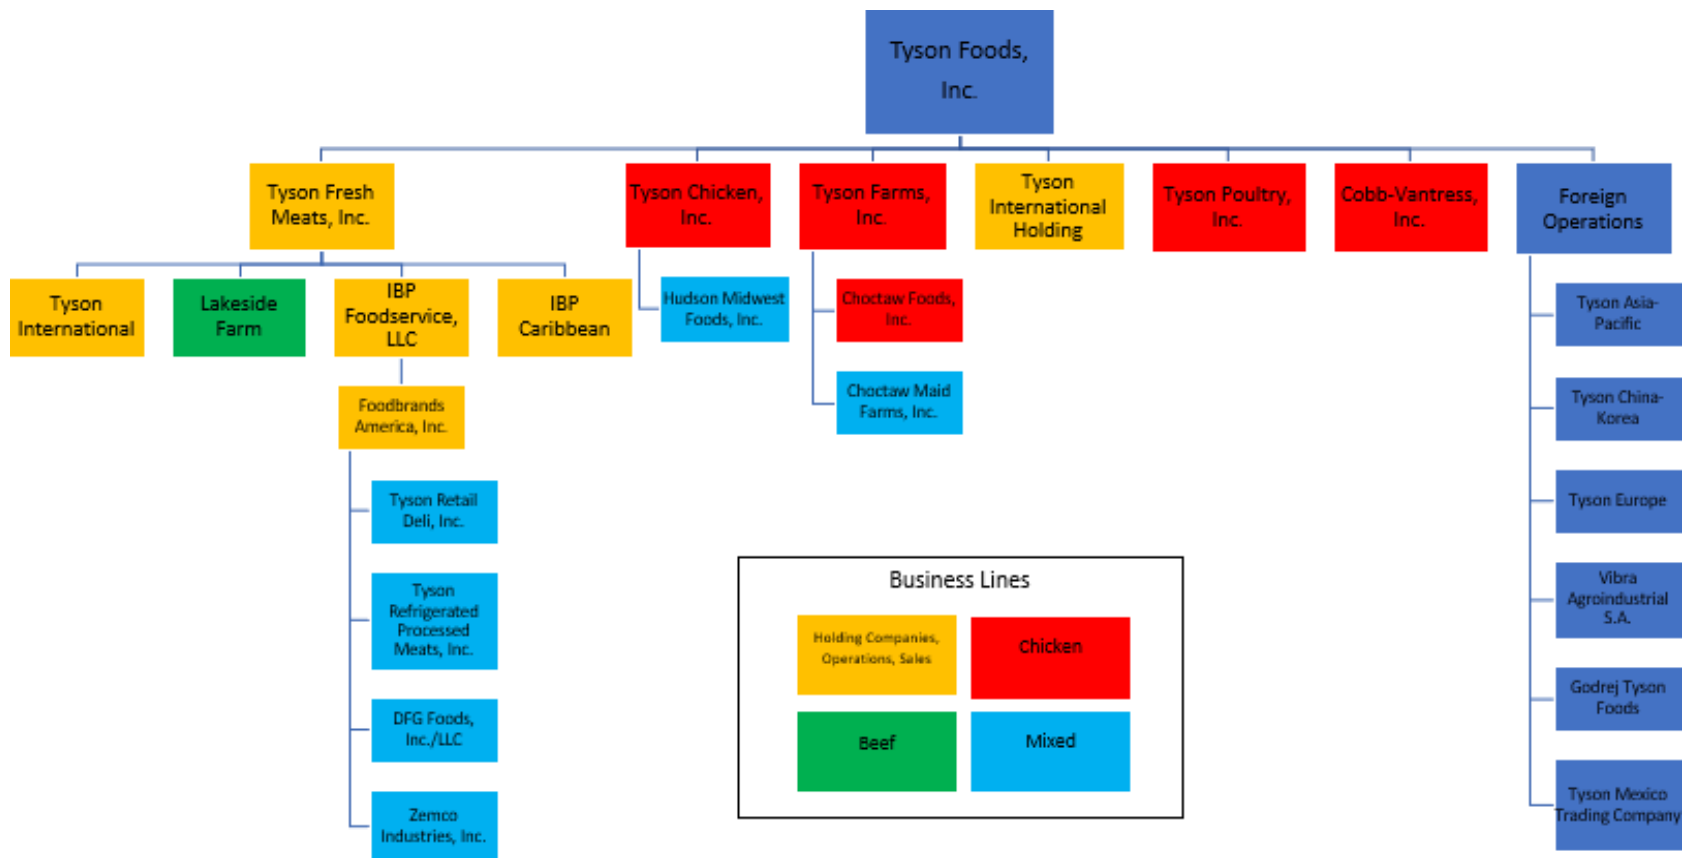 Tyson Foods,
Inc.
Tyson Fresh
Meats, Inc.
Tyson Chicken,
Inc.
Tyson Farms,
Inc.
Tyson
International
Holding
Tyson Poultry,
Inc.
Cobb-Vantress,
Inc.
Foreign
Operations
Tyson
International
Lakeside
Farm
IBP
Foodservice,
LLC
IBP
Caribbean
Hudson Midwest
Foods, Inc.
Choctaw Foods,
Inc.
Choctaw Maid
Farms, Inc.
Foodbrands
America, Inc.
Tyson Retail
Deli, Inc.
Tyson
Refrigerated
Processed
Meats, Inc.
DFG Foods,
Inc./LLC
Zemco
Industries, Inc.
Tyson Asia-
Pacific
Tyson China-
Korea
Tyson Europe
Vibra
Agroindustrial
S.A.
Godrej Tyson
Foods
Tyson Mexico
Trading Company
Business Lines
Holding Companies,
Operations, Sales
Chicken
Beef
Mixed